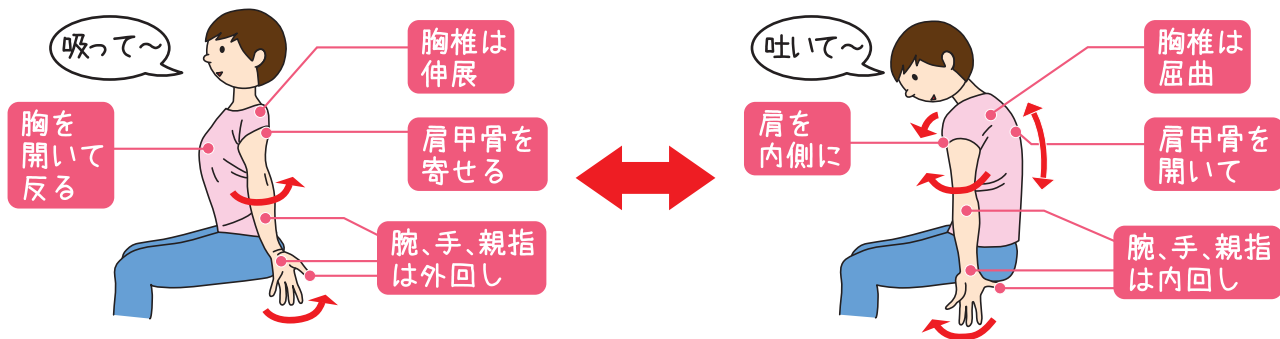 吸って〜
胸椎は
伸展
胸を
開いて
反る
肩甲骨を
寄せる
腕、手、親指
は外回し
吐いて〜
胸椎は
屈曲
肩を
内側に
肩甲骨を
開いて
腕、手、親指
は内回し